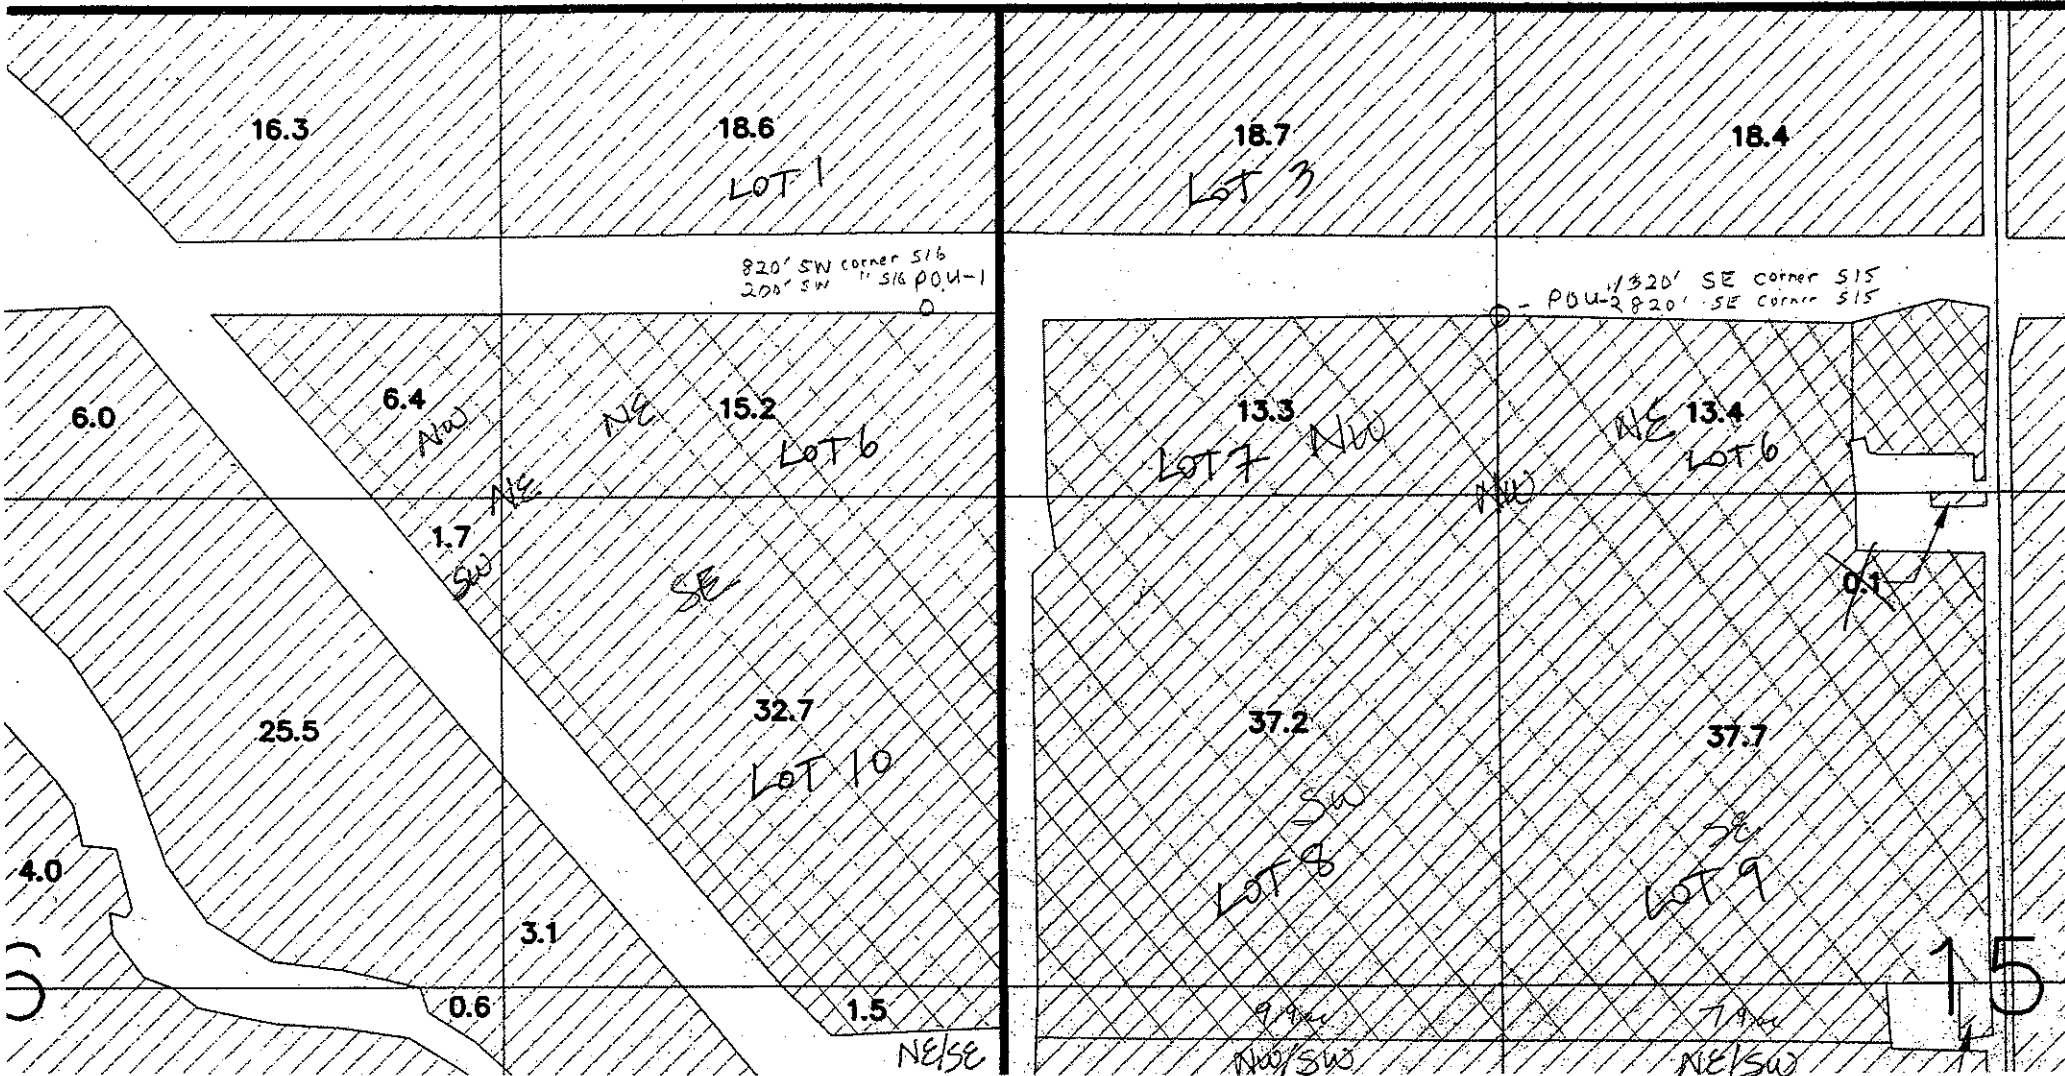 16.3
18.6
18.7
18.4
LOT 1
LOT 3
820' SW corner S16
200' SW " S16 POU-1
1320' SE corner S15
- POU-2 820' SE corner S15
6.0
6.4
NW
NE
15.2
LOT 6
13.3
NW
LOT 7
NE
13.4
LOT 6
NE
NW
1.7
SW
SE
0.1
25.5
32.7
LOT 10
37.2
SW
LOT 8
37.7
SE
LOT 9
4.0
3.1
15
0.6
1.5
NE/SE
NW/SW
NE/SW